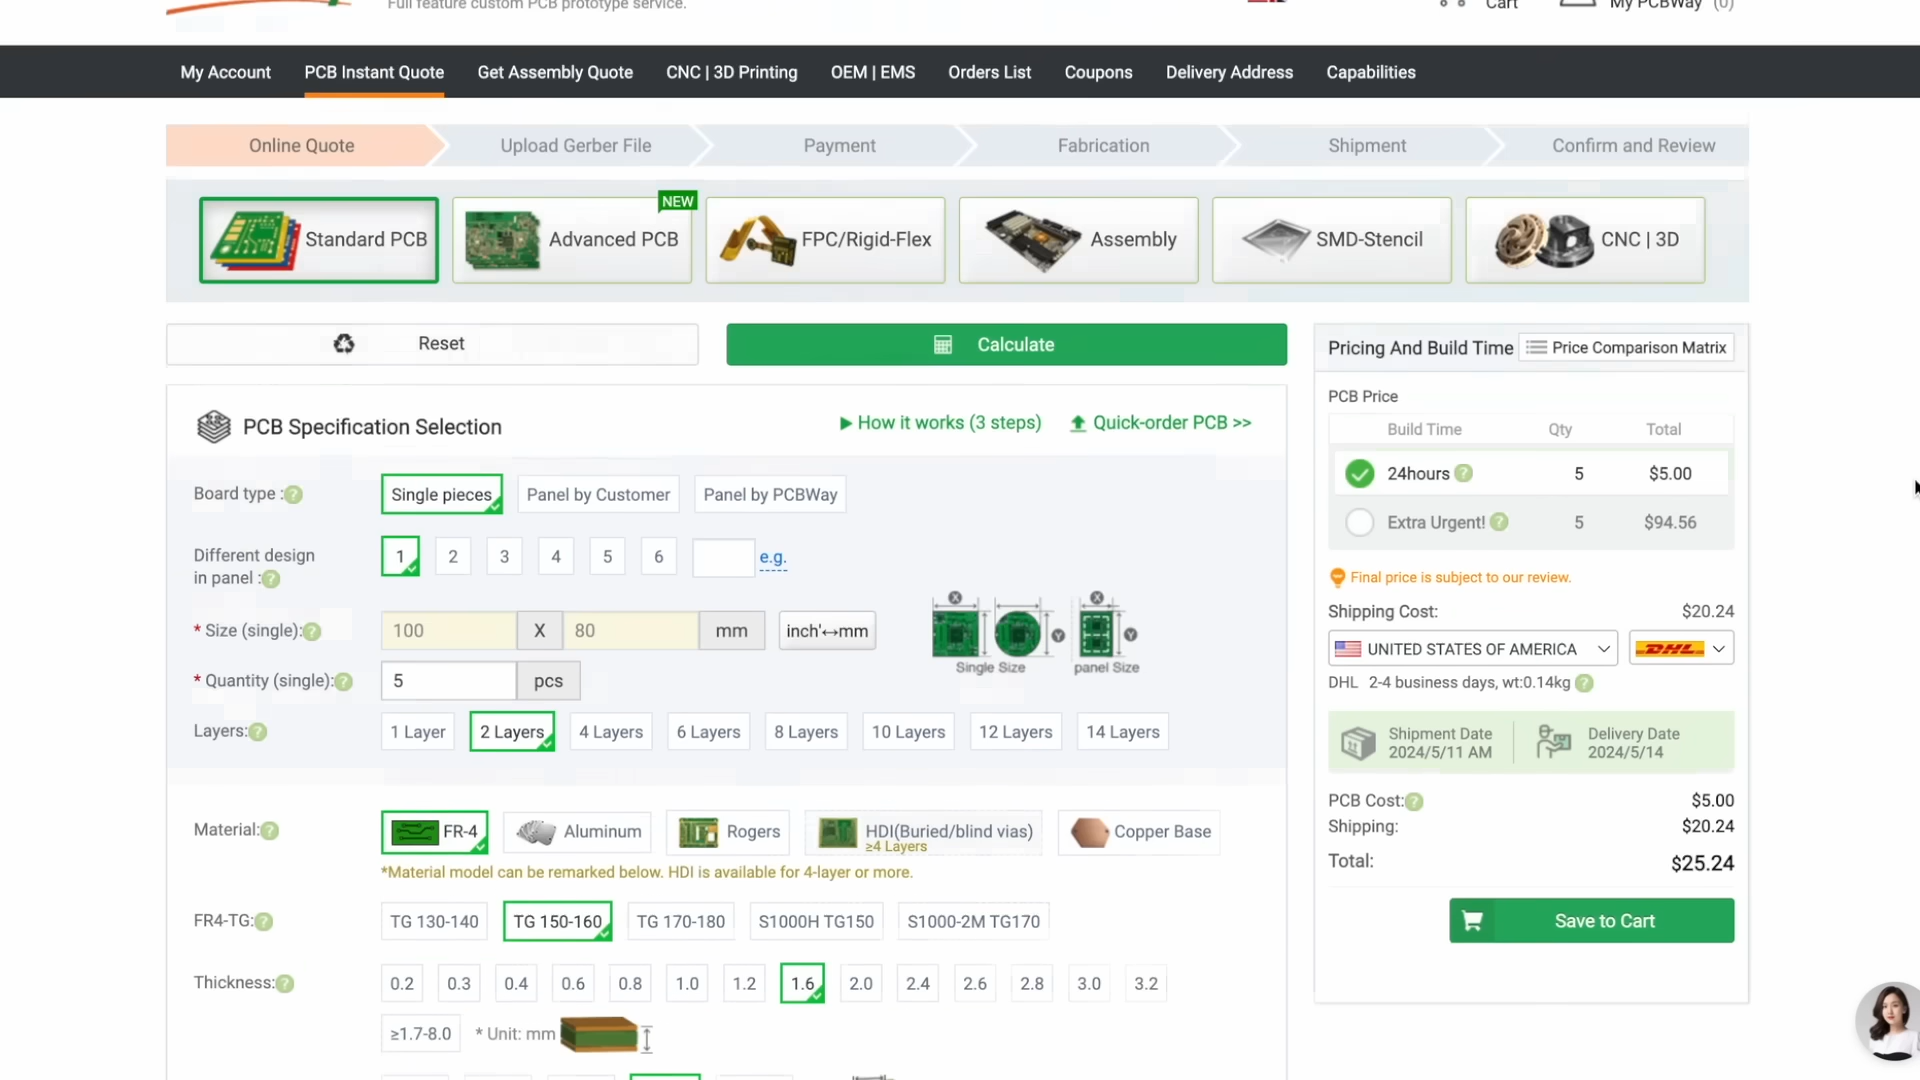 Full feature custom PCB prototype service.
Cart
My PCBWay (0)
My Account
PCB Instant Quote
Get Assembly Quote
CNC | 3D Printing
OEM | EMS
Orders List
Coupons
Delivery Address
Capabilities
Online Quote
Upload Gerber File
Payment
Fabrication
Shipment
Confirm and Review
Standard PCB
NEW
Advanced PCB
FPC/Rigid-Flex
Assembly
SMD-Stencil
CNC | 3D
Reset
Calculate
PCB Specification Selection
How it works (3 steps)
Quick-order PCB >>
Board type :?
Single pieces
Panel by Customer
Panel by PCBWay
Different design
in panel :?
1
2
3
4
5
6
e.g.
* Size (single):?
100
X
80
mm
inch'↔mm
X
Y
Single Size
X
Y
panel Size
* Quantity (single):?
5
pcs
Layers:?
1 Layer
2 Layers
4 Layers
6 Layers
8 Layers
10 Layers
12 Layers
14 Layers
Material:?
FR-4
Aluminum
Rogers
HDI(Buried/blind vias)
≥4 Layers
Copper Base
*Material model can be remarked below. HDI is available for 4-layer or more.
FR4-TG:?
TG 130-140
TG 150-160
TG 170-180
S1000H TG150
S1000-2M TG170
Thickness:?
0.2
0.3
0.4
0.6
0.8
1.0
1.2
1.6
2.0
2.4
2.6
2.8
3.0
3.2
≥1.7-8.0
* Unit: mm
Pricing And Build Time
Price Comparison Matrix
PCB Price
Build Time
Qty
Total
24hours ?
5
$5.00
Extra Urgent! ?
5
$94.56
Final price is subject to our review.
Shipping Cost:
$20.24
UNITED STATES OF AMERICA
DHL
DHL 2-4 business days, wt:0.14kg ?
Shipment Date
2024/5/11 AM
Delivery Date
2024/5/14
PCB Cost:?
$5.00
Shipping:
$20.24
Total:
$25.24
Save to Cart